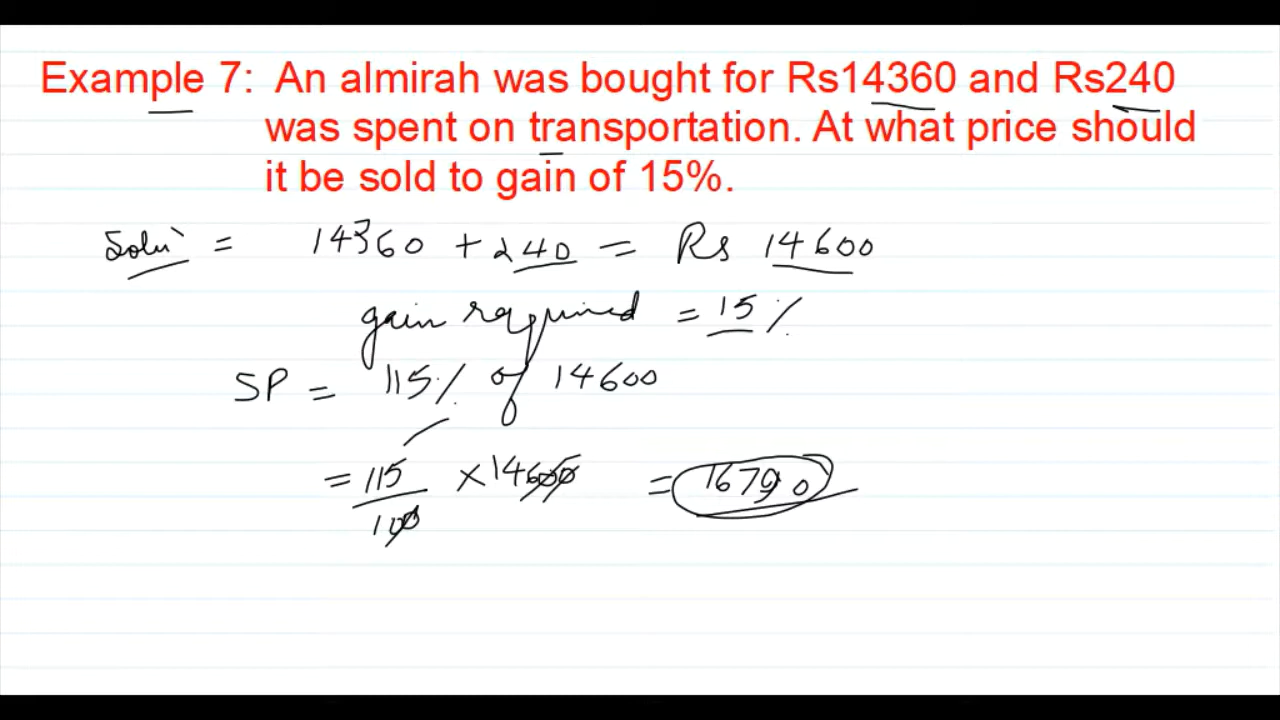 Example 7: An almirah was bought for Rs14360 and Rs240
was spent on transportation. At what price should
it be sold to gain of 15%.
Soluˋ = 14360 + 240 = Rs 14600
gain required = 15%
SP = 115% of 14600
= 115/100 × 14600 = 16790